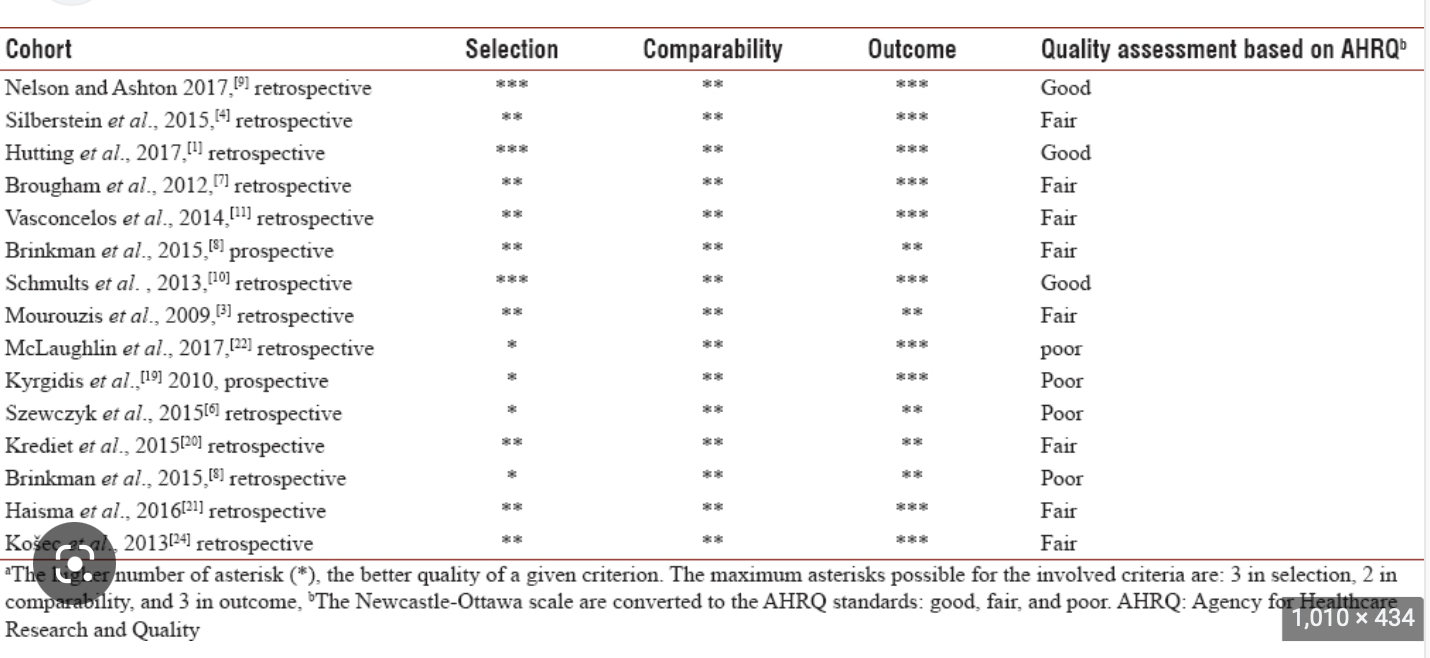 Cohort Selection Comparability Outcome Quality assessment based on AHRQᵇ
Nelson and Ashton 2017,[9] retrospective *** ** *** Good
Silberstein et al., 2015,[4] retrospective ** ** *** Fair
Hutting et al., 2017,[1] retrospective *** ** *** Good
Brougham et al., 2012,[7] retrospective ** ** *** Fair
Vasconcelos et al., 2014,[11] retrospective ** ** *** Fair
Brinkman et al., 2015,[8] prospective ** ** ** Fair
Schmults et al. , 2013,[10] retrospective *** ** *** Good
Mourouzis et al., 2009,[3] retrospective ** ** ** Fair
McLaughlin et al., 2017,[22] retrospective * ** *** poor
Kyrgidis et al.,[19] 2010, prospective * ** *** Poor
Szewczyk et al., 2015[6] retrospective * ** ** Poor
Krediet et al., 2015[20] retrospective ** ** ** Fair
Brinkman et al., 2015,[8] retrospective * ** ** Poor
Haisma et al., 2016[21] retrospective ** ** *** Fair
Košec et al., 2013[24] retrospective ** ** *** Fair
ᵃThe higher number of asterisk (*), the better quality of a given criterion. The maximum asterisks possible for the involved criteria are: 3 in selection, 2 in
comparability, and 3 in outcome, ᵇThe Newcastle-Ottawa scale are converted to the AHRQ standards: good, fair, and poor. AHRQ: Agency for Healthcare
Research and Quality
1,010 × 434